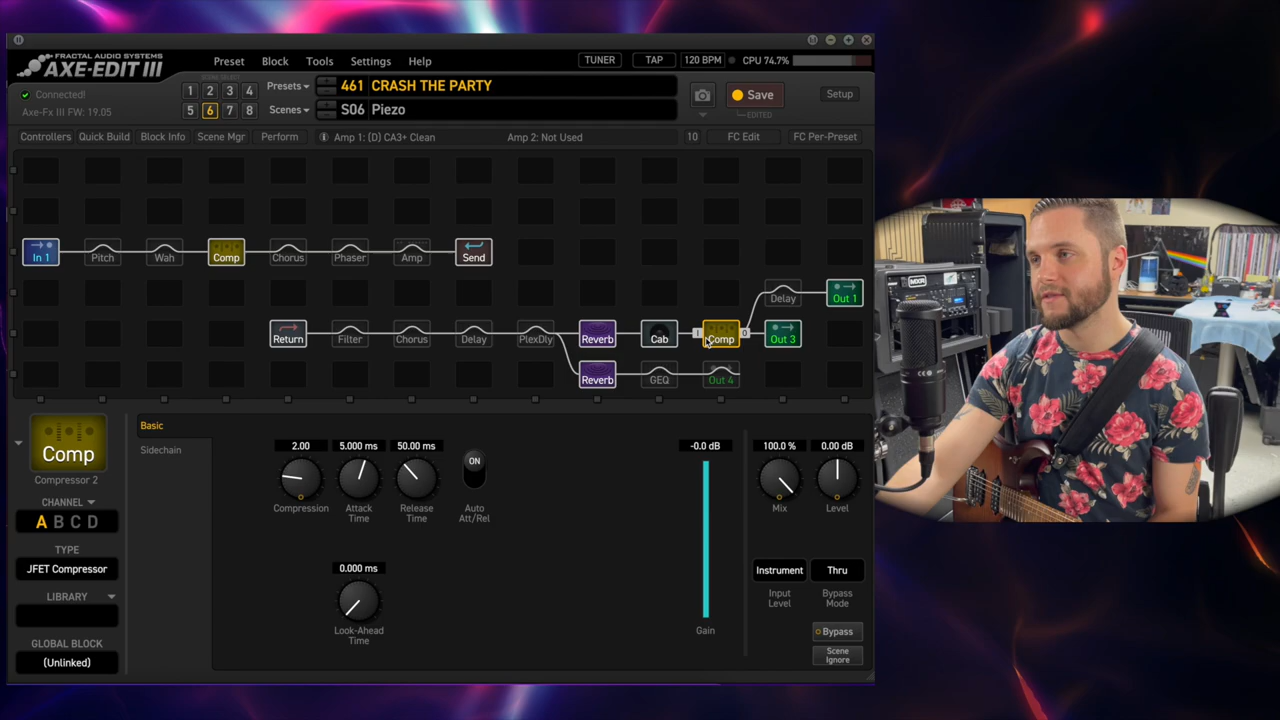 FRACTAL AUDIO SYSTEMS
AXE-EDIT III
Preset Block Tools Settings Help
TUNER TAP 120 BPM CPU 74.7%
SCENE SELECT
1 2 3 4
5 6 7 8
Presets 461 CRASH THE PARTY
Scenes S06 Piezo
Save
EDITED
Setup
Connected!
Axe-Fx III FW: 19.05
Controllers Quick Build Block Info Scene Mgr Perform Amp 1: (D) CA3+ Clean Amp 2: Not Used 10 FC Edit FC Per-Preset
In 1 Pitch Wah Comp Chorus Phaser Amp Send
Delay Out 1
Return Filter Chorus Delay PlexDly Reverb Cab I Comp O Out 3
Reverb GEQ Out 4
MXR
Comp
Compressor 2
CHANNEL
A B C D
TYPE
JFET Compressor
LIBRARY
GLOBAL BLOCK
(Unlinked)
Basic
Sidechain
2.00 5.000 ms 50.00 ms
ON
Compression
Attack Time
Release Time
Auto Att/Rel
0.000 ms
Look-Ahead Time
-0.0 dB
Gain
100.0 % 0.00 dB
Mix Level
Instrument Thru
Input Level
Bypass Mode
Bypass
Scene Ignore